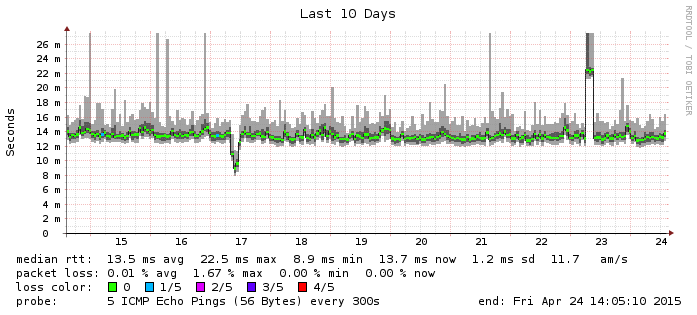 Last 10 Days
RRDTOOL / TOBI OETIKER
Seconds
26 m
24 m
22 m
20 m
18 m
16 m
14 m
12 m
10 m
8 m
6 m
4 m
2 m
0
15 16 17 18 19 20 21 22 23 24
median rtt: 13.5 ms avg 22.5 ms max 8.9 ms min 13.7 ms now 1.2 ms sd 11.7 am/s
packet loss: 0.01 % avg 1.67 % max 0.00 % min 0.00 % now
loss color: 0 1/5 2/5 3/5 4/5
probe: 5 ICMP Echo Pings (56 Bytes) every 300s end: Fri Apr 24 14:05:10 2015